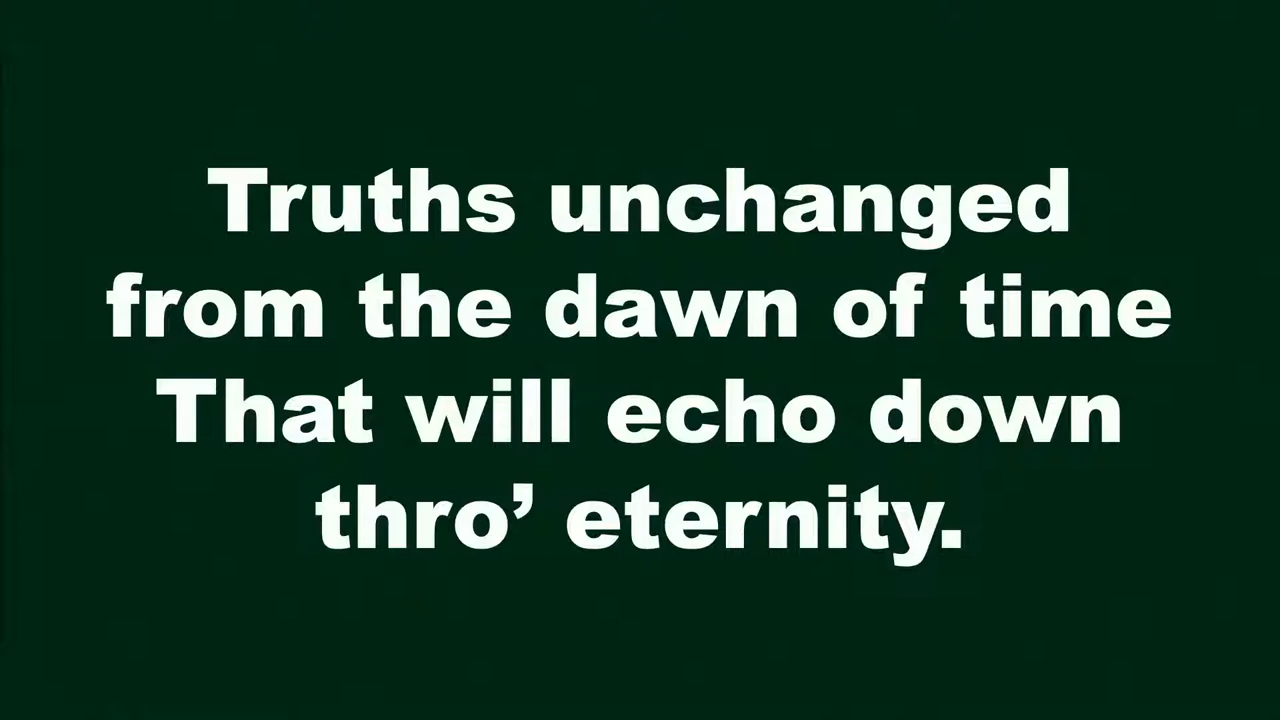 Truths unchanged
from the dawn of time
That will echo down
thro’ eternity.